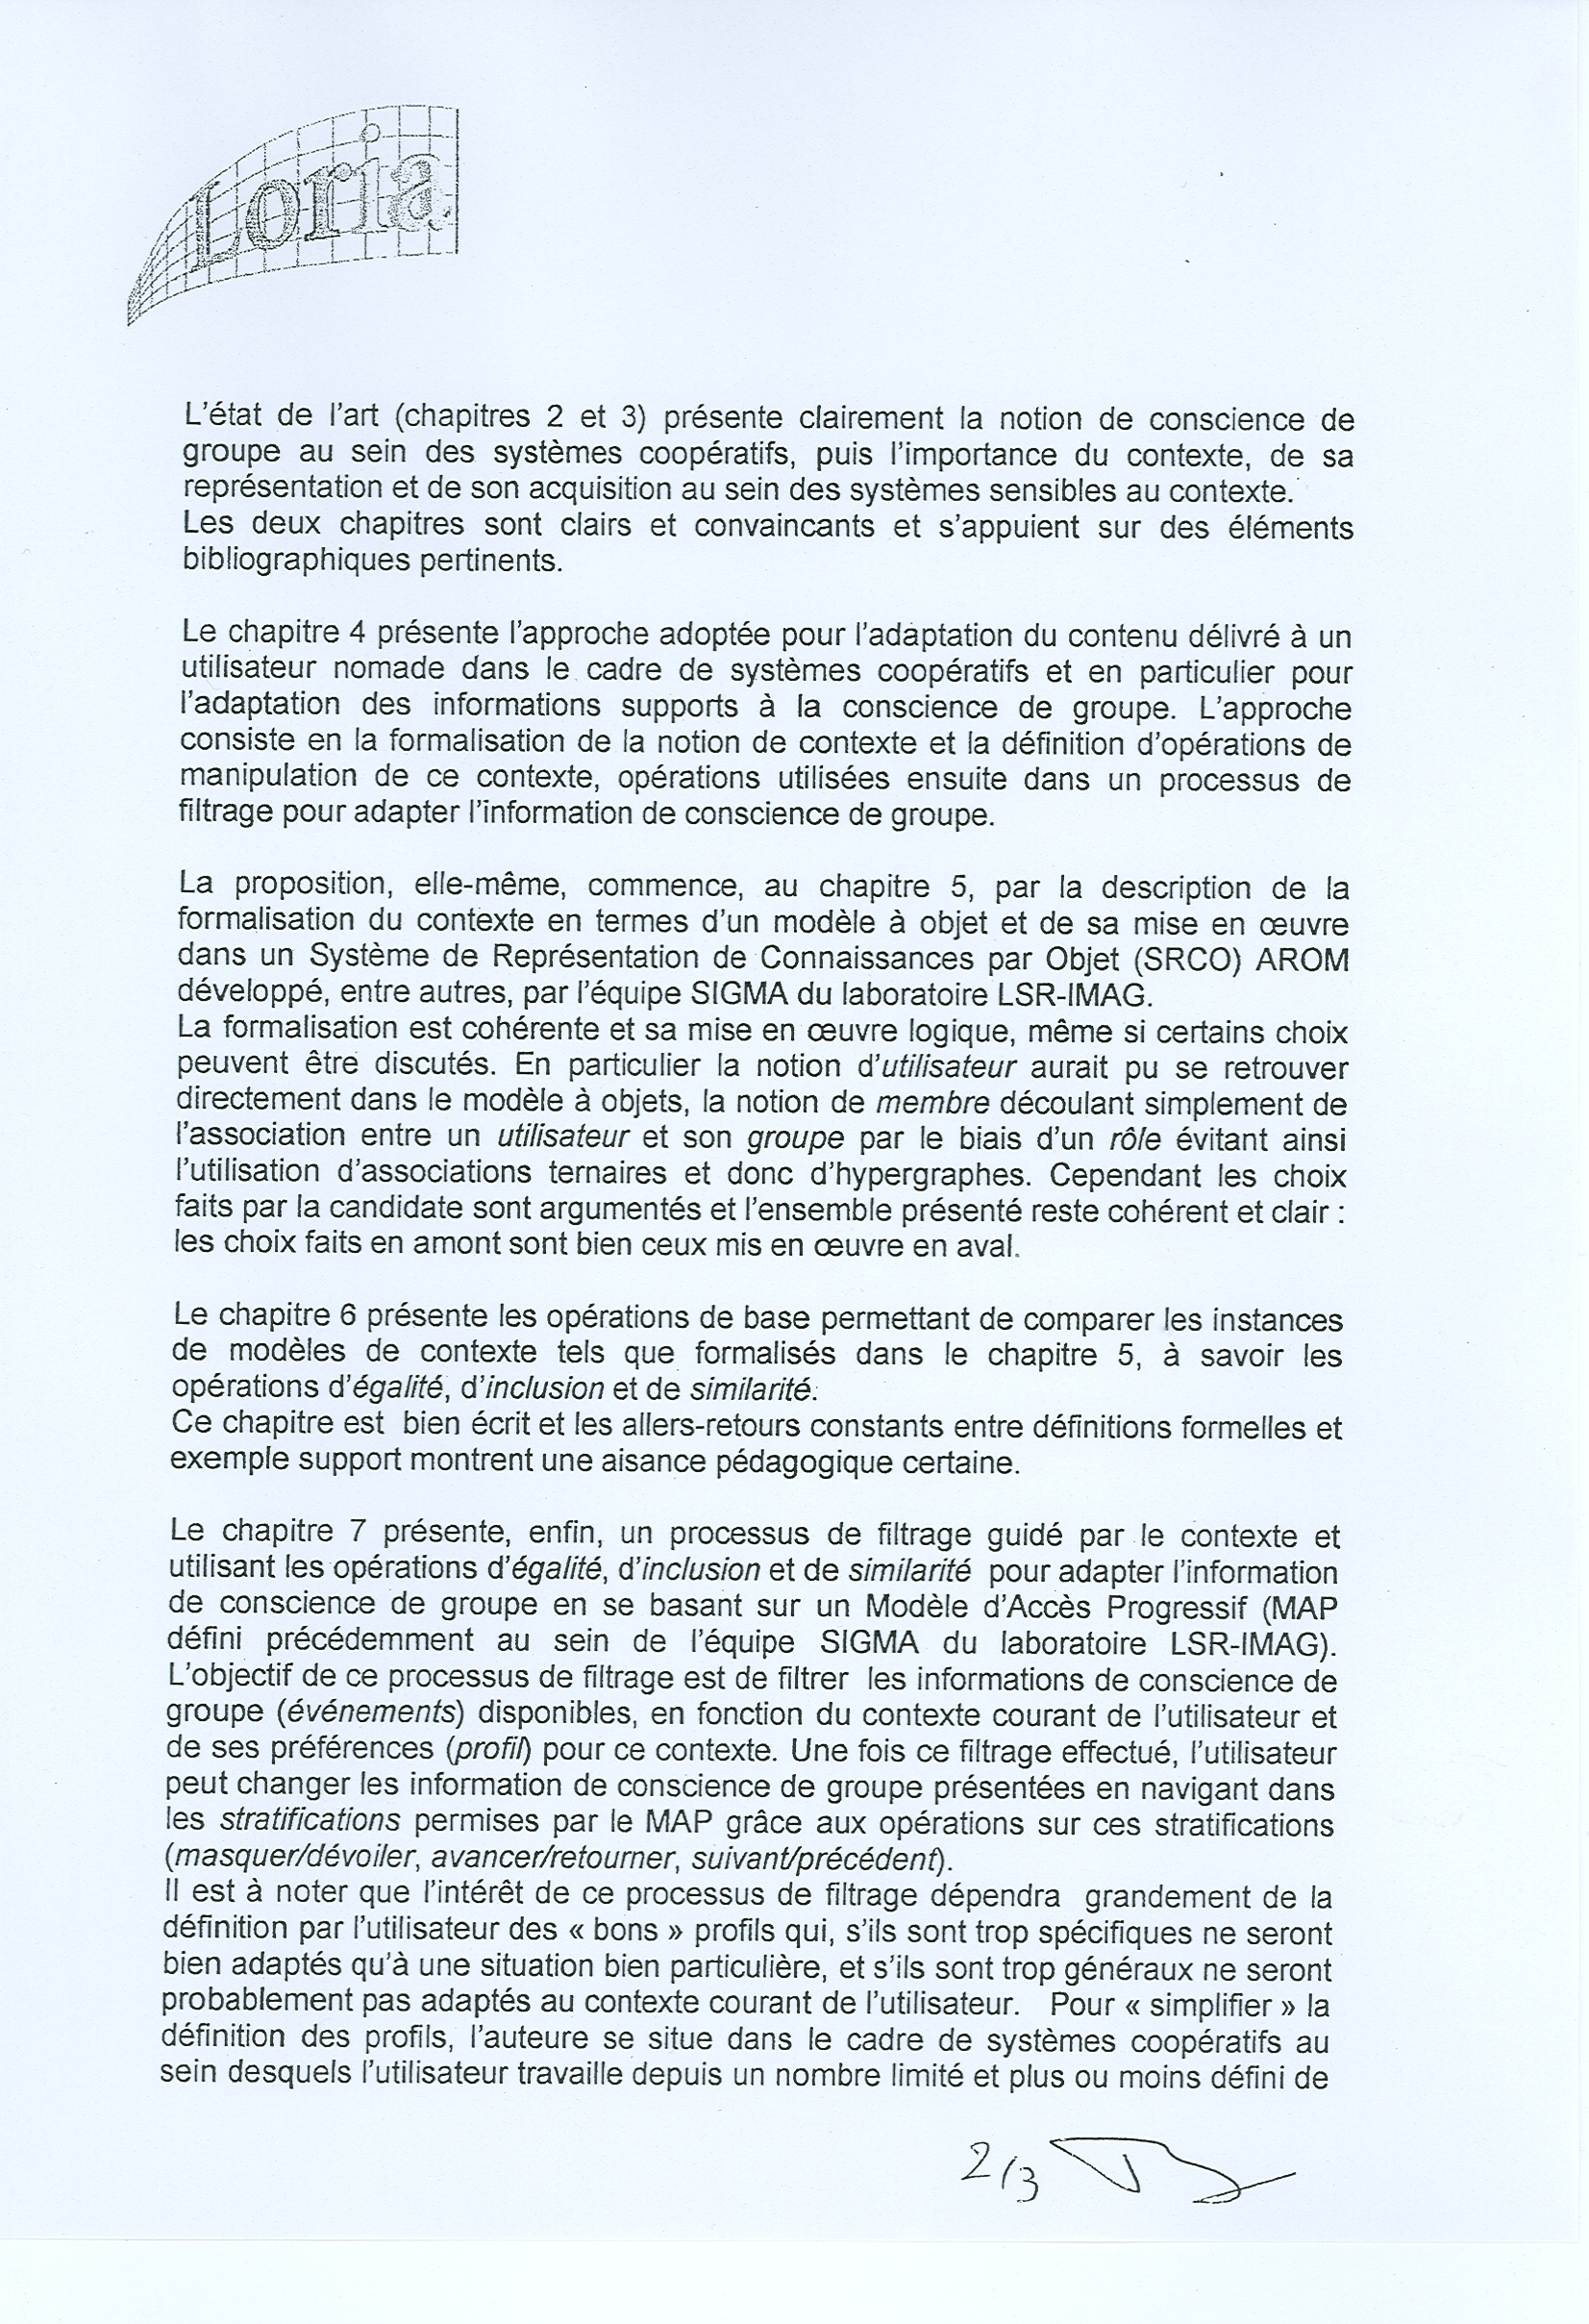 Loria
L'état de l'art (chapitres 2 et 3) présente clairement la notion de conscience de
groupe au sein des systèmes coopératifs, puis l'importance du contexte, de sa
représentation et de son acquisition au sein des systèmes sensibles au contexte.
Les deux chapitres sont clairs et convaincants et s'appuient sur des éléments
bibliographiques pertinents.
Le chapitre 4 présente l'approche adoptée pour l'adaptation du contenu délivré à un
utilisateur nomade dans le cadre de systèmes coopératifs et en particulier pour
l'adaptation des informations supports à la conscience de groupe. L'approche
consiste en la formalisation de la notion de contexte et la définition d'opérations de
manipulation de ce contexte, opérations utilisées ensuite dans un processus de
filtrage pour adapter l'information de conscience de groupe.
La proposition, elle-même, commence, au chapitre 5, par la description de la
formalisation du contexte en termes d'un modèle à objet et de sa mise en œuvre
dans un Système de Représentation de Connaissances par Objet (SRCO) AROM
développé, entre autres, par l'équipe SIGMA du laboratoire LSR-IMAG.
La formalisation est cohérente et sa mise en œuvre logique, même si certains choix
peuvent être discutés. En particulier la notion d'utilisateur aurait pu se retrouver
directement dans le modèle à objets, la notion de membre découlant simplement de
l'association entre un utilisateur et son groupe par le biais d'un rôle évitant ainsi
l'utilisation d'associations ternaires et donc d'hypergraphes. Cependant les choix
faits par la candidate sont argumentés et l'ensemble présenté reste cohérent et clair :
les choix faits en amont sont bien ceux mis en œuvre en aval.
Le chapitre 6 présente les opérations de base permettant de comparer les instances
de modèles de contexte tels que formalisés dans le chapitre 5, à savoir les
opérations d'égalité, d'inclusion et de similarité.
Ce chapitre est bien écrit et les allers-retours constants entre définitions formelles et
exemple support montrent une aisance pédagogique certaine.
Le chapitre 7 présente, enfin, un processus de filtrage guidé par le contexte et
utilisant les opérations d'égalité, d'inclusion et de similarité pour adapter l'information
de conscience de groupe en se basant sur un Modèle d'Accès Progressif (MAP
défini précédemment au sein de l'équipe SIGMA du laboratoire LSR-IMAG).
L'objectif de ce processus de filtrage est de filtrer les informations de conscience de
groupe (événements) disponibles, en fonction du contexte courant de l'utilisateur et
de ses préférences (profil) pour ce contexte. Une fois ce filtrage effectué, l'utilisateur
peut changer les information de conscience de groupe présentées en navigant dans
les stratifications permises par le MAP grâce aux opérations sur ces stratifications
(masquer/dévoiler, avancer/retourner, suivant/précédent).
Il est à noter que l'intérêt de ce processus de filtrage dépendra grandement de la
définition par l'utilisateur des « bons » profils qui, s'ils sont trop spécifiques ne seront
bien adaptés qu'à une situation bien particulière, et s'ils sont trop généraux ne seront
probablement pas adaptés au contexte courant de l'utilisateur. Pour « simplifier » la
définition des profils, l'auteure se situe dans le cadre de systèmes coopératifs au
sein desquels l'utilisateur travaille depuis un nombre limité et plus ou moins défini de
2/3